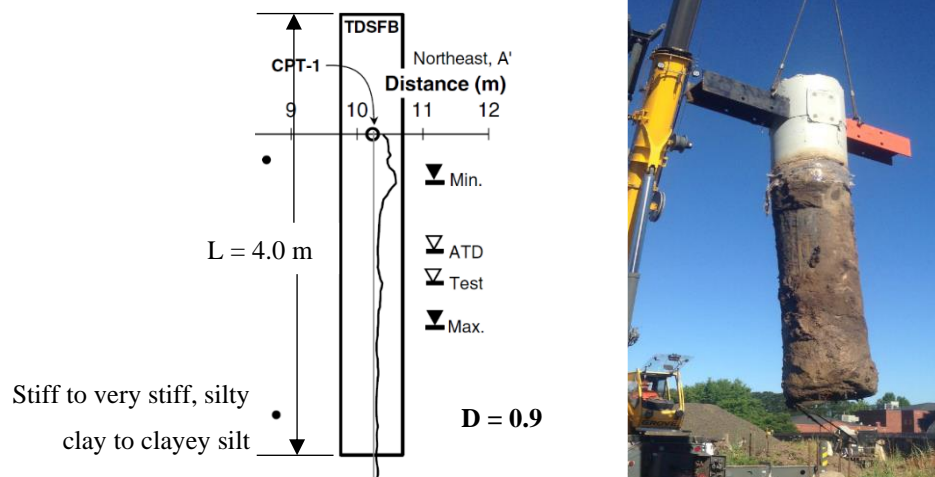 TDSFB
Northeast, A'
CPT-1
Distance (m)
9 10 11 12
Min.
L = 4.0 m
ATD
Test
Max.
Stiff to very stiff, silty
clay to clayey silt
D = 0.9